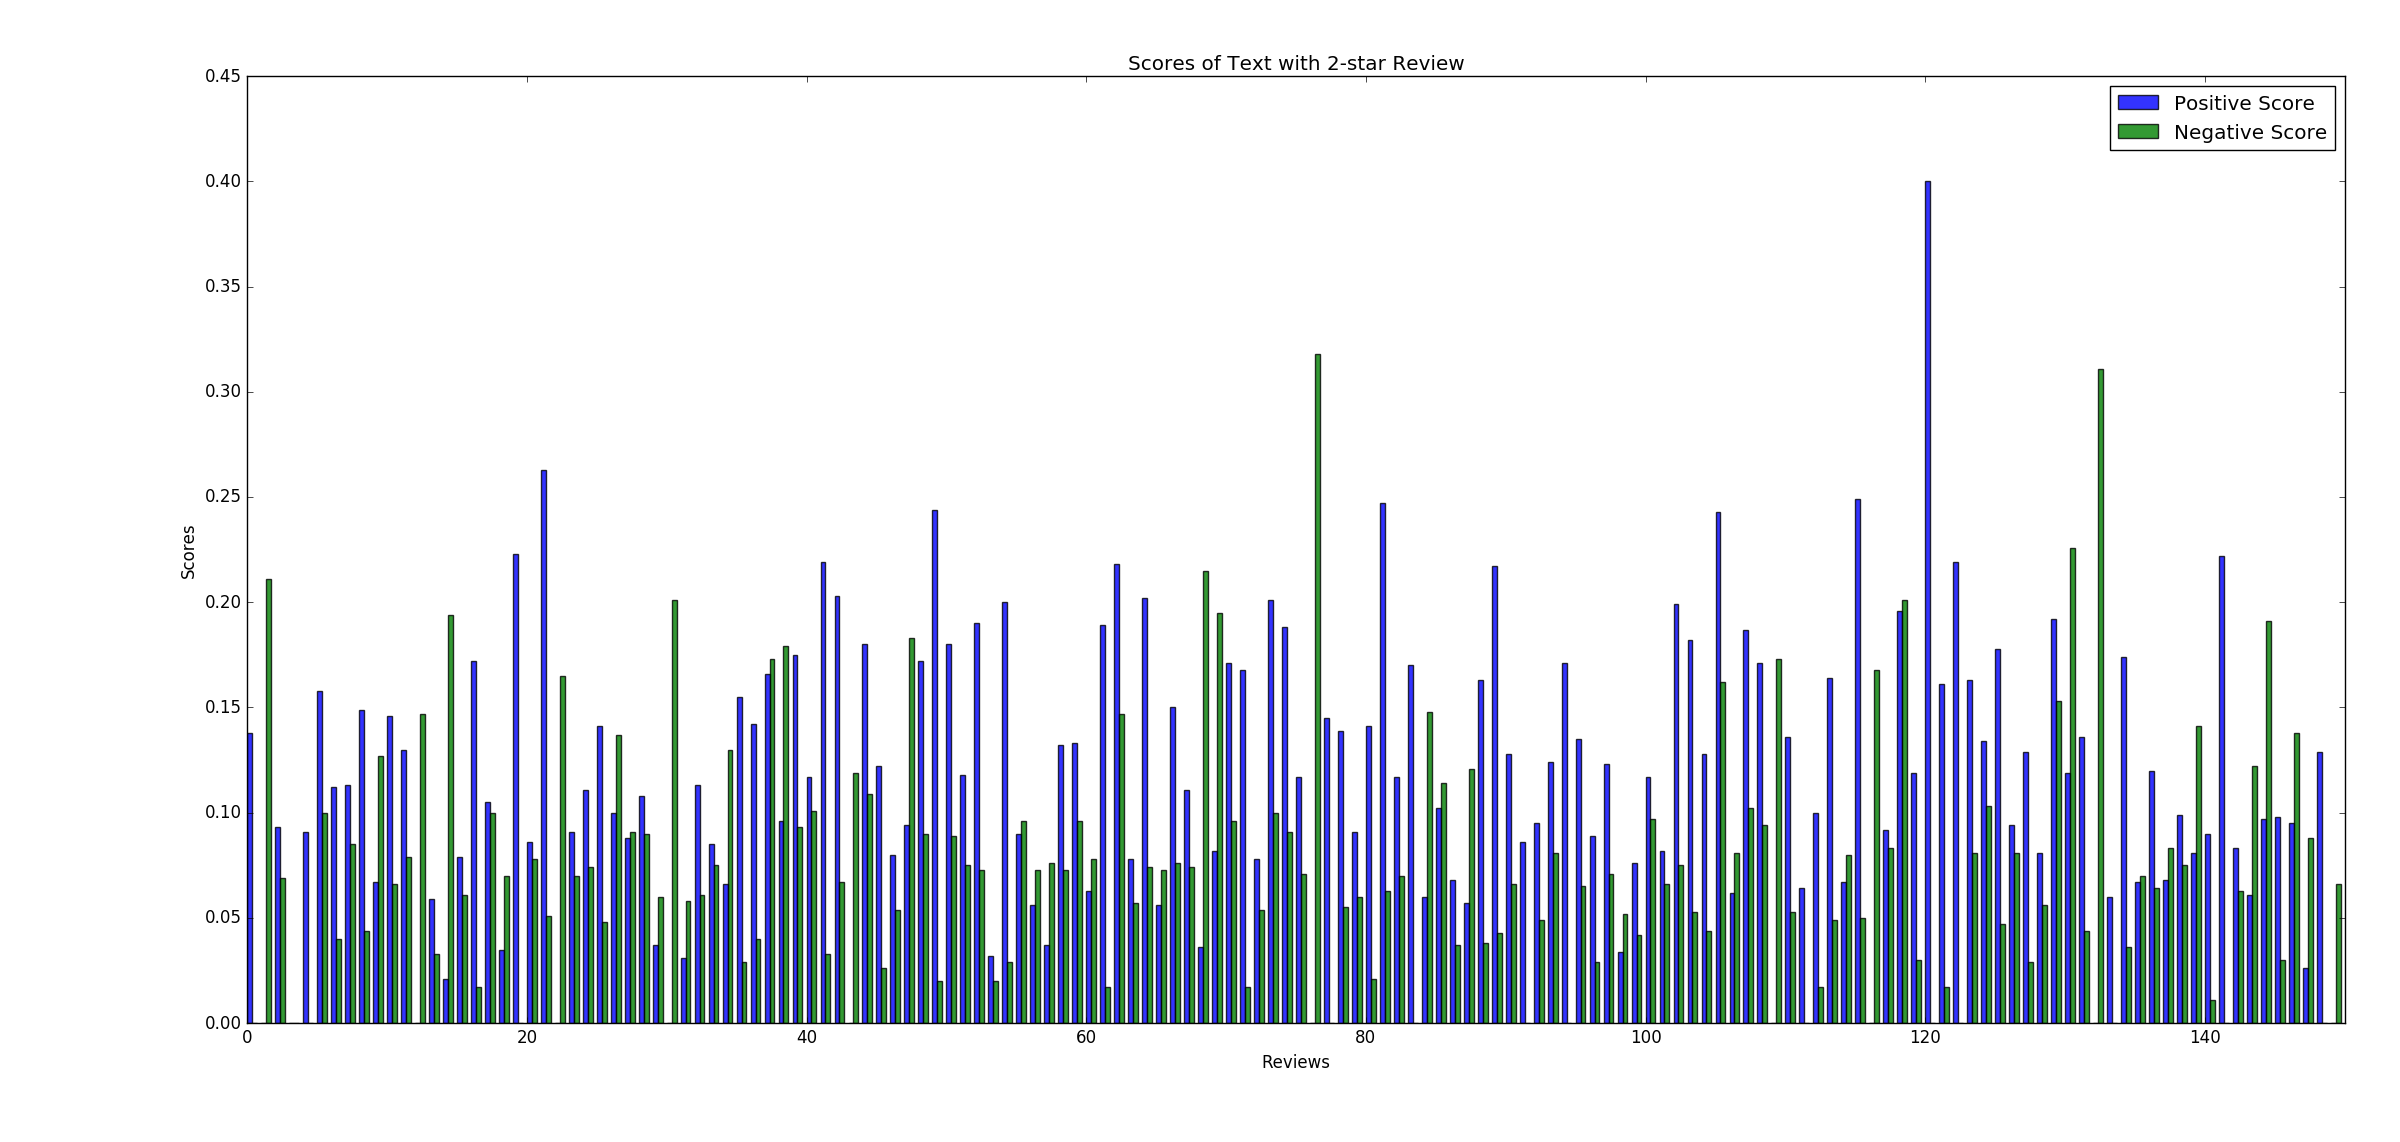 Scores of Text with 2-star Review
0.45
Positive Score
Negative Score
0.40
0.35
0.30
0.25
Scores
0.20
0.15
0.10
0.05
0.00
0 20 40 60 80 100 120 140
Reviews